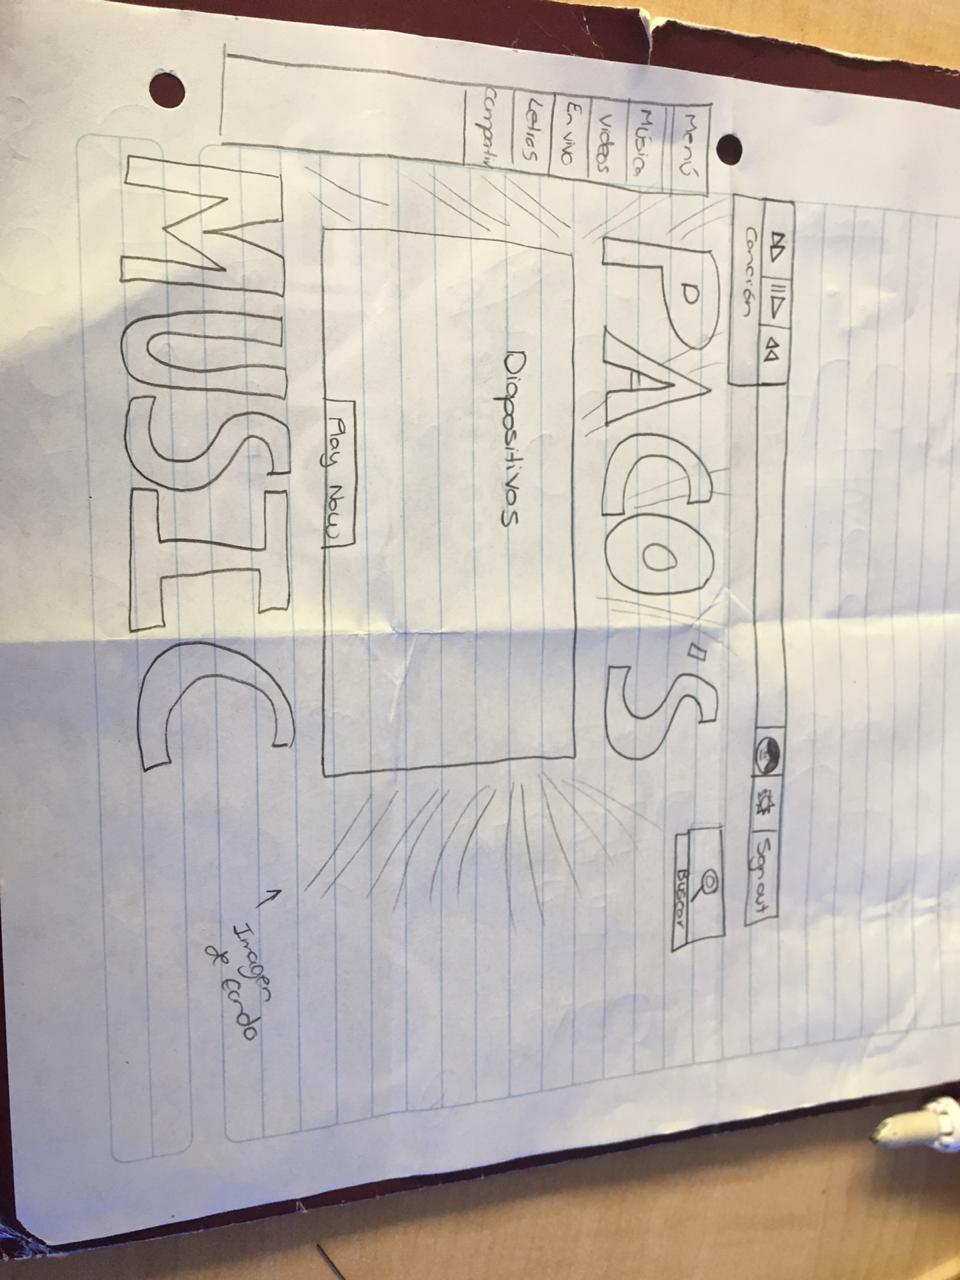 Canción
Sign out
Menú
Música
Videos
En vivo
Letras
Compartir
PACO'S
Buscar
Diapositivas
Play Now
MUSIC
Imagen
de fondo